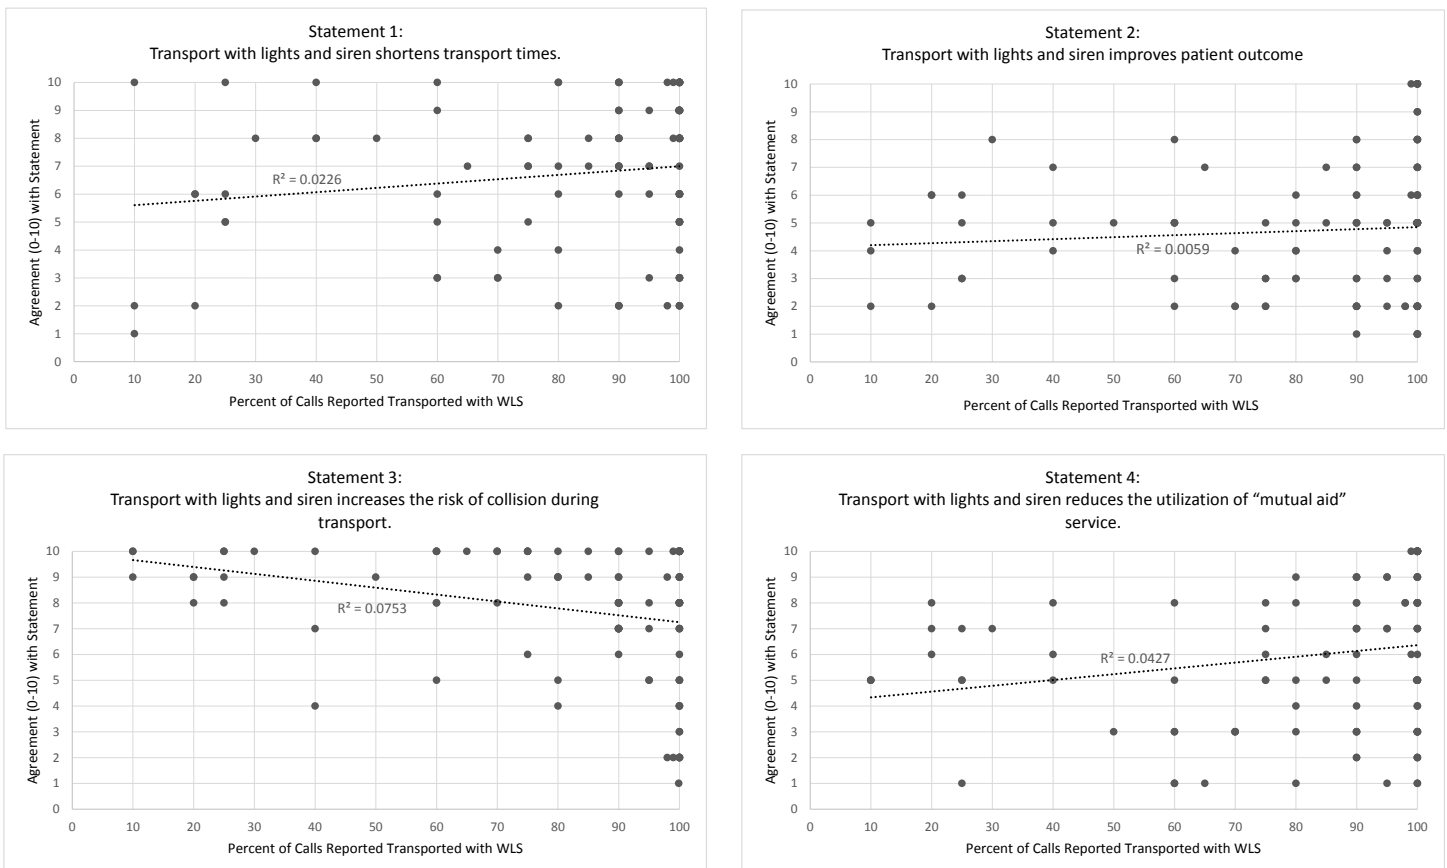 Statement 1:
Transport with lights and siren shortens transport times.
Agreement (0-10) with Statement
10
9
8
7
6
5
4
3
2
1
0
R² = 0.0226
0 10 20 30 40 50 60 70 80 90 100
Percent of Calls Reported Transported with WLS
Statement 2:
Transport with lights and siren improves patient outcome
Agreement (0-10) with Statement
10
9
8
7
6
5
4
3
2
1
0
R² = 0.0059
0 10 20 30 40 50 60 70 80 90 100
Percent of Calls Reported Transported with WLS
Statement 3:
Transport with lights and siren increases the risk of collision during
transport.
Agreement (0-10) with Statement
10
9
8
7
6
5
4
3
2
1
0
R² = 0.0753
0 10 20 30 40 50 60 70 80 90 100
Percent of Calls Reported Transported with WLS
Statement 4:
Transport with lights and siren reduces the utilization of “mutual aid”
service.
Agreement (0-10) with Statement
10
9
8
7
6
5
4
3
2
1
0
R² = 0.0427
0 10 20 30 40 50 60 70 80 90 100
Percent of Calls Reported Transported with WLS